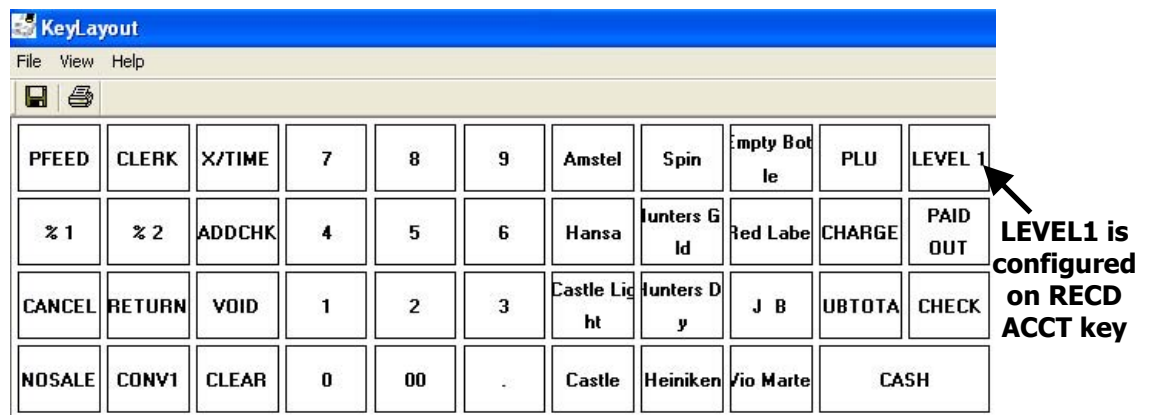 KeyLayout
File View Help
PFEED CLERK X/TIME 7 8 9 Amstel Spin Empty Bot
le PLU LEVEL 1
% 1 % 2 ADDCHK 4 5 6 Hansa Hunters G
ld Red Labe CHARGE PAID
OUT
CANCEL RETURN VOID 1 2 3 Castle Lig
ht Hunters D
y J B UBTOTA CHECK
NOSALE CONV1 CLEAR 0 00 . Castle Heiniken Vio Marte CASH
LEVEL1 is
configured
on RECD
ACCT key